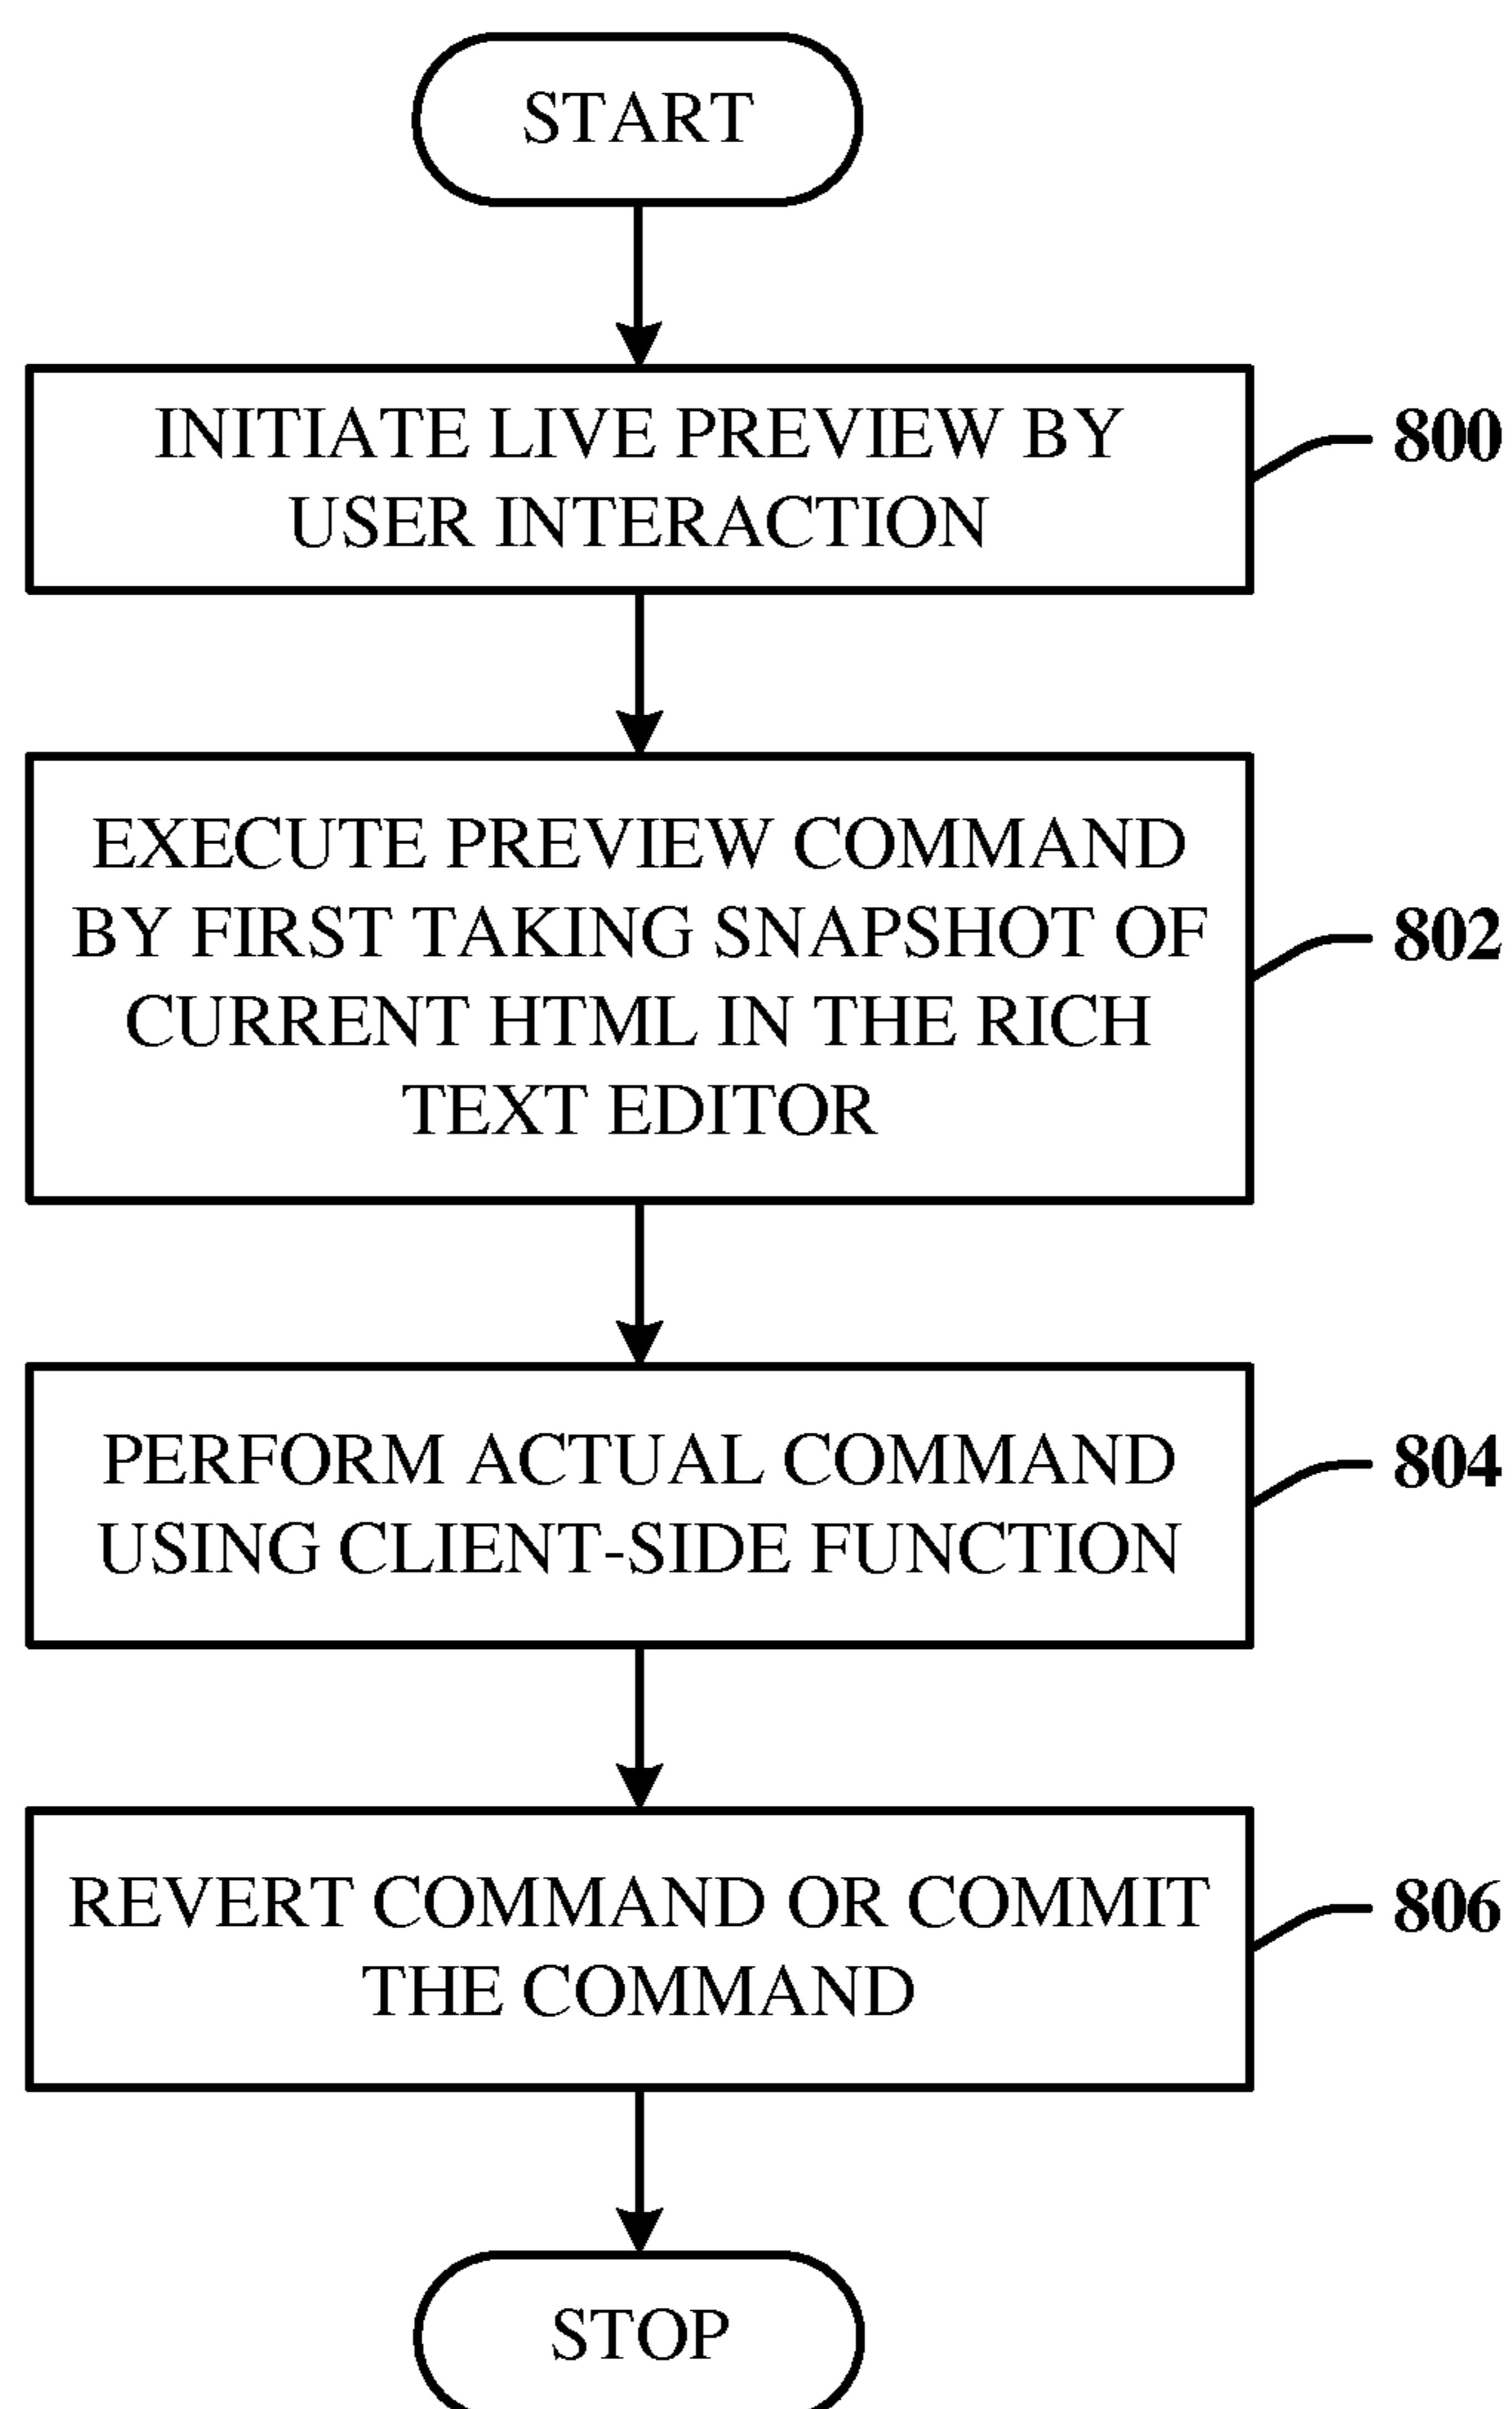 START
INITIATE LIVE PREVIEW BY
USER INTERACTION
800
EXECUTE PREVIEW COMMAND
BY FIRST TAKING SNAPSHOT OF
CURRENT HTML IN THE RICH
TEXT EDITOR
802
PERFORM ACTUAL COMMAND
USING CLIENT-SIDE FUNCTION
804
REVERT COMMAND OR COMMIT
THE COMMAND
806
STOP